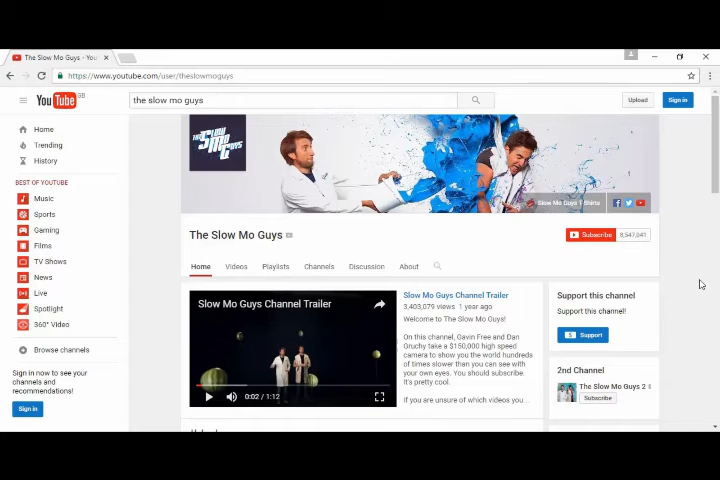 The Slow Mo Guys - You
https://www.youtube.com/user/theslowmoguys
YouTube GB
the slow mo guys
Upload
Sign in
Home
Trending
History
BEST OF YOUTUBE
Music
Sports
Gaming
Films
TV Shows
News
Live
Spotlight
360° Video
Browse channels
Sign in now to see your
channels and
recommendations!
Sign in
THE
SLOW
MO
GUYS
Slow Mo Guys T-Shirts
The Slow Mo Guys
Subscribe
8,547,041
Home
Videos
Playlists
Channels
Discussion
About
Slow Mo Guys Channel Trailer
0:02 / 1:12
Slow Mo Guys Channel Trailer
3,403,079 views 1 year ago
Welcome to The Slow Mo Guys!
On this channel, Gavin Free and Dan
Gruchy take a $150,000 high speed
camera to show you the world hundreds
of times slower than you can see with
your own eyes. You should subscribe.
It's pretty cool.
If you are unsure of which videos you...
Support this channel
Support this channel!
Support
2nd Channel
The Slow Mo Guys 2
Subscribe